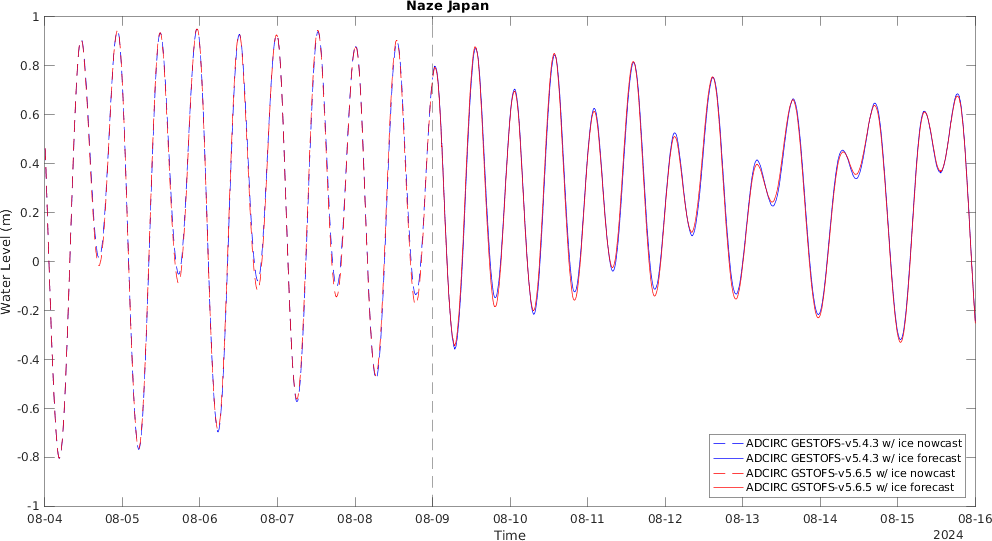 Naze Japan
1
0.8
0.6
0.4
0.2
0
-0.2
-0.4
-0.6
-0.8
-1
Water Level (m)
ADCIRC GESTOFS-v5.4.3 w/ ice nowcast
ADCIRC GESTOFS-v5.4.3 w/ ice forecast
ADCIRC GSTOFS-v5.6.5 w/ ice nowcast
ADCIRC GSTOFS-v5.6.5 w/ ice forecast
08-04 08-05 08-06 08-07 08-08 08-09 08-10 08-11 08-12 08-13 08-14 08-15 08-16
Time
2024